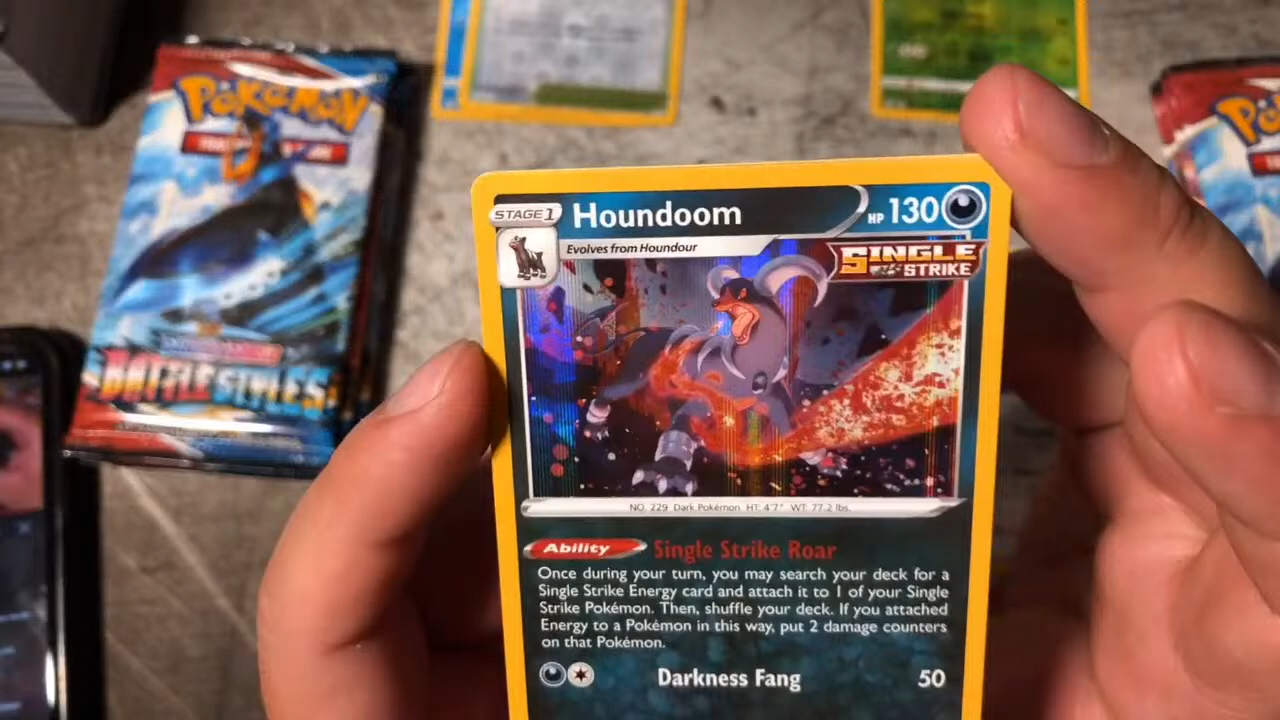 Pokémon
BATTLE STYLES
STAGE 1
Houndoom
HP 130
Evolves from Houndour
SINGLE
STRIKE
NO. 229 Dark Pokémon HT: 4'7" WT: 77.2 lbs.
Ability Single Strike Roar
Once during your turn, you may search your deck for a
Single Strike Energy card and attach it to 1 of your Single
Strike Pokémon. Then, shuffle your deck. If you attached
Energy to a Pokémon in this way, put 2 damage counters
on that Pokémon.
Darkness Fang 50